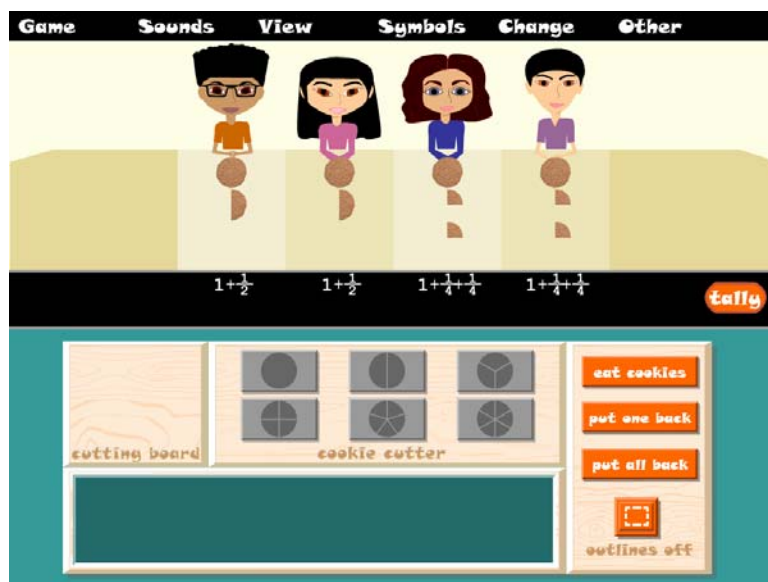 Game Sounds View Symbols Change Other
1+1/2 1+1/2 1+1/4+1/4 1+1/4+1/4
tally
eat cookies
put one back
cutting board cookie cutter
put all back
outlines off